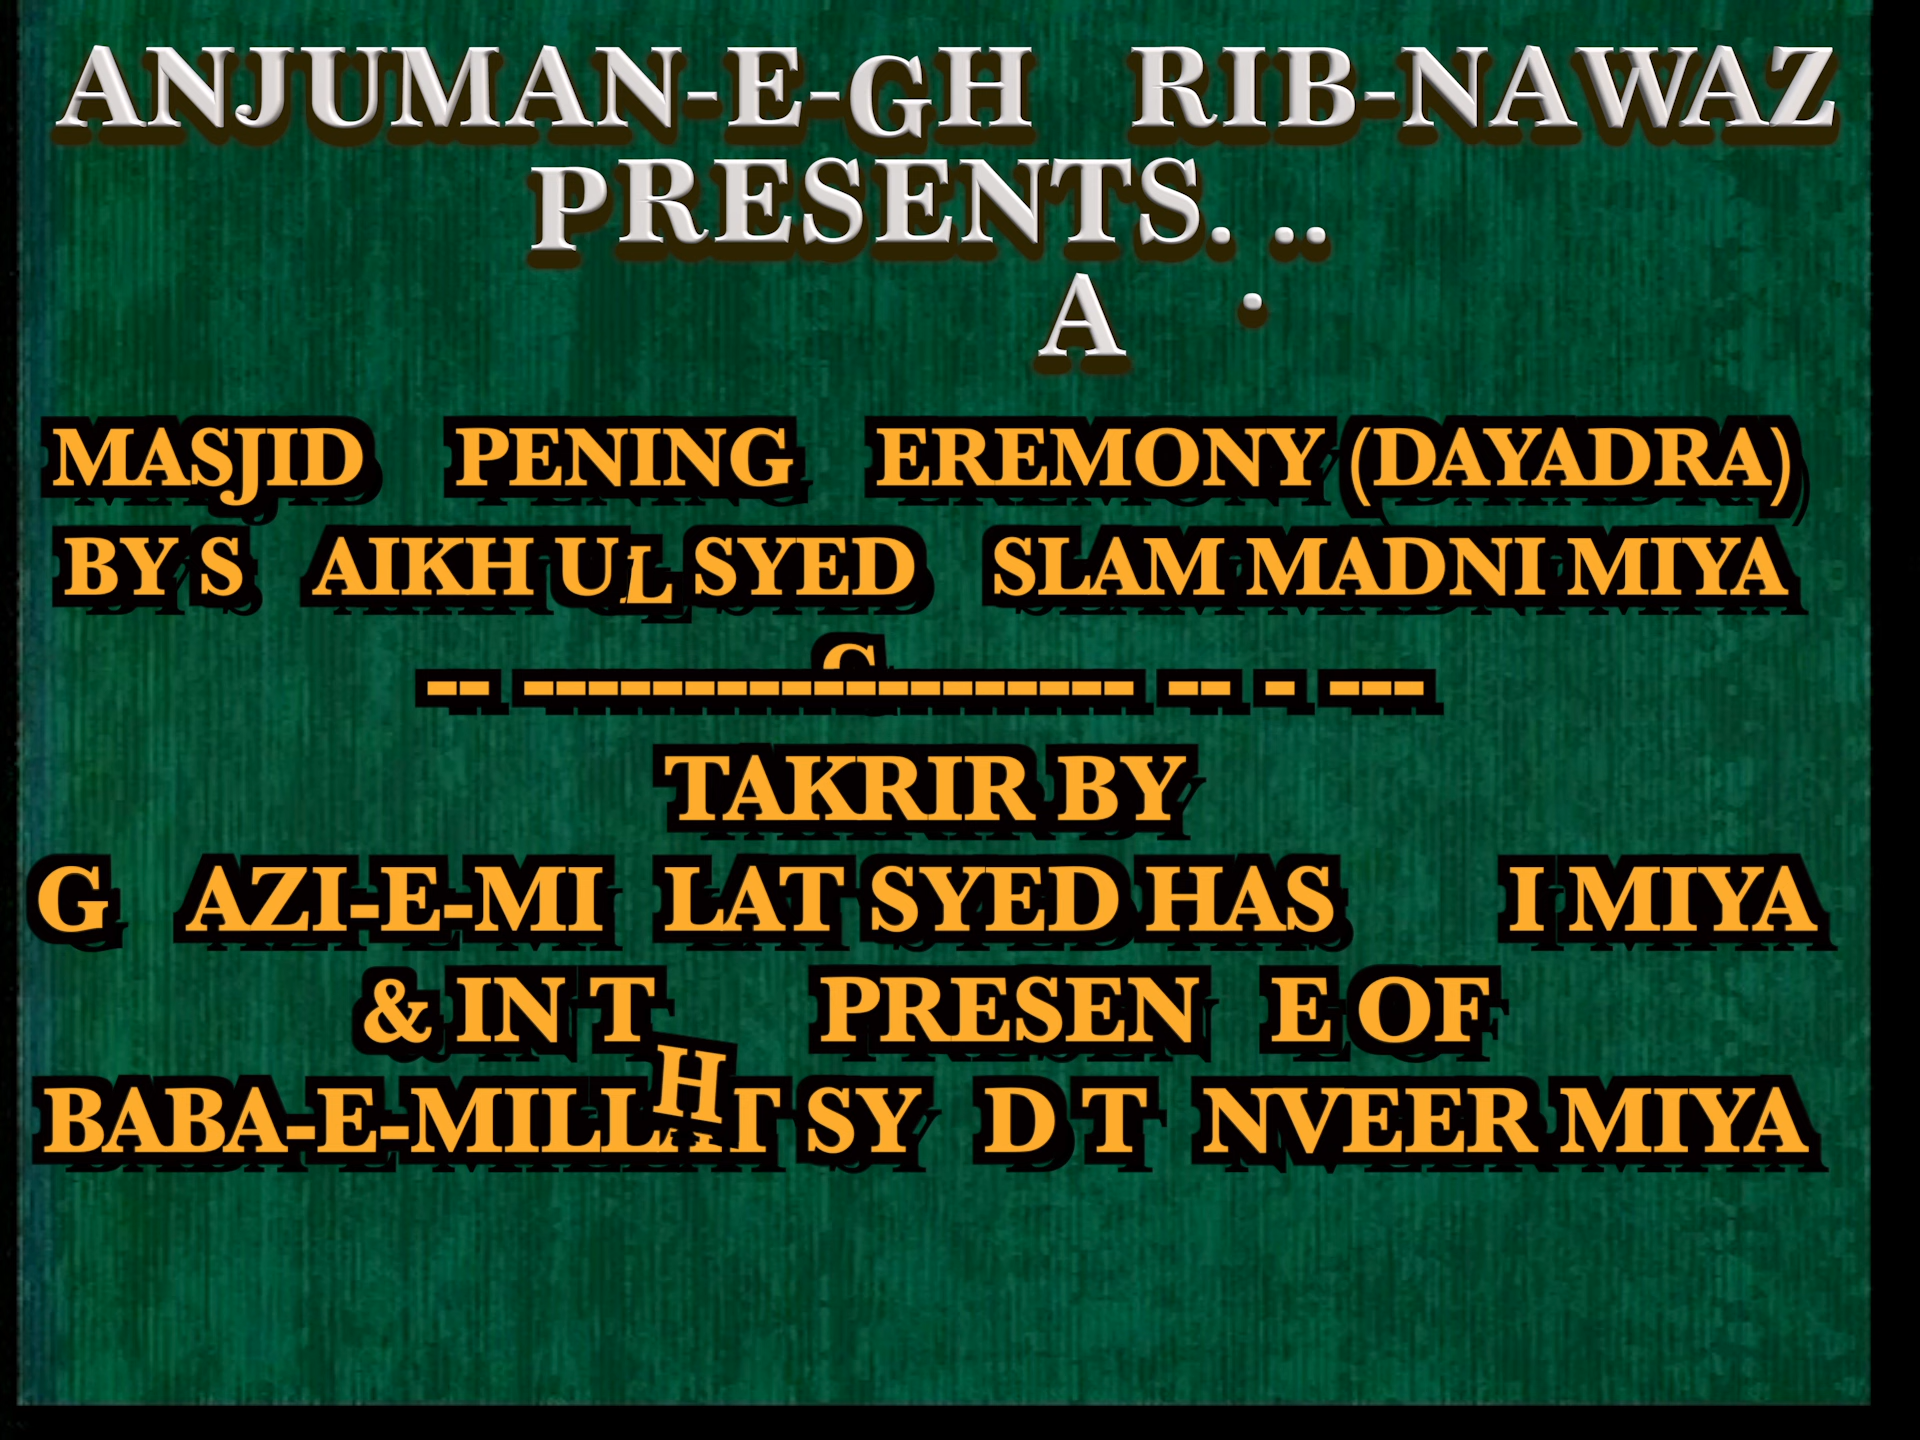 ANJUMAN-E-GH RIB-NAWAZ
PRESENTS. ..
A .
MASJID PENING EREMONY (DAYADRA)
BY S AIKH UL SYED SLAM MADNI MIYA
G
-- ------------------- -- - ---
TAKRIR BY
G AZI-E-MI LAT SYED HAS I MIYA
& IN T PRESEN E OF
H
BABA-E-MILLAT SY D T NVEER MIYA